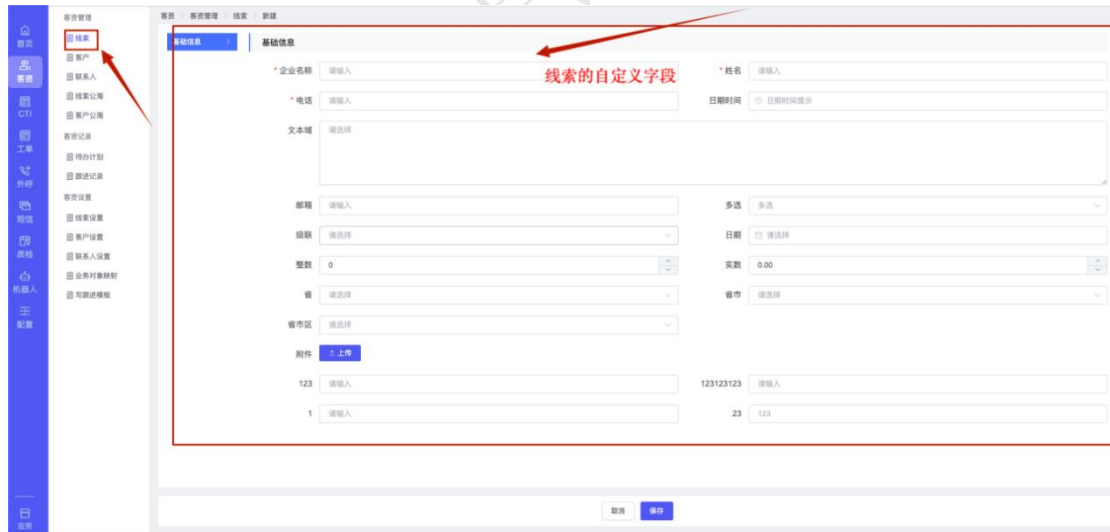 首页
客资
CTI
工单
外呼
短信
质检
机器人
配置
应用
客资管理
线索
客户
联系人
线索公海
客户公海
客资记录
待办计划
跟进记录
客资设置
线索设置
客户设置
联系人设置
业务对象映射
写跟进模板
客资 > 客资管理 > 线索 > 新建
基础信息 >
基础信息
线索的自定义字段
* 企业名称 请输入 * 姓名 请输入
* 电话 请输入 日期时间 日期时间提示
文本域 请选择
邮箱 请输入 多选 多选
级联 请选择 日期 请选择
整数 0 实数 0.00
省 请选择 省市 请选择
省市区 请选择
附件 上传
123 请输入 123123123 请输入
1 请输入 23 123
取消 保存